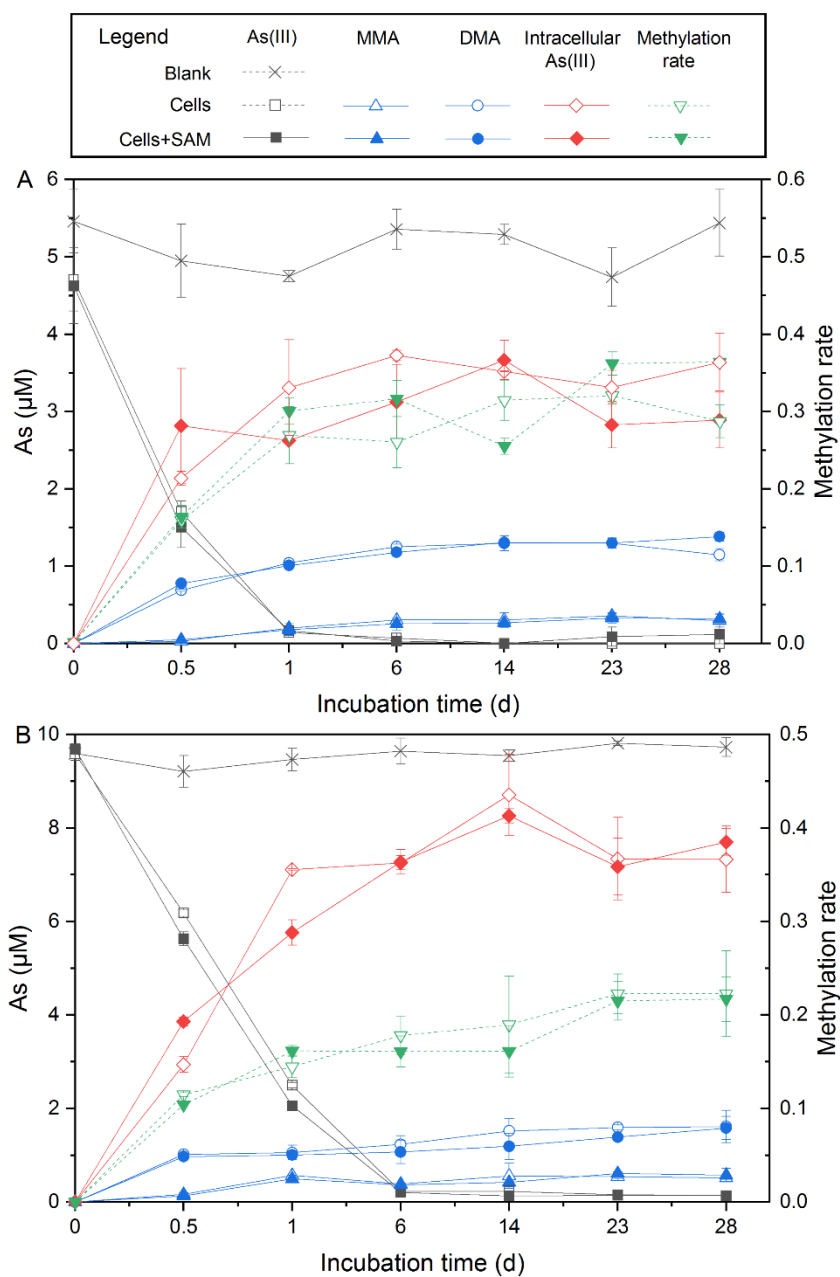 Legend As(III) MMA DMA Intracellular As(III) Methylation rate
Blank
Cells
Cells+SAM
A
6
5
4
3
2
1
0
As (µM)
0.6
0.5
0.4
0.3
0.2
0.1
0.0
Methylation rate
0 0.5 1 6 14 23 28
Incubation time (d)
B
10
8
6
4
2
0
As (µM)
0.5
0.4
0.3
0.2
0.1
0.0
Methylation rate
0 0.5 1 6 14 23 28
Incubation time (d)